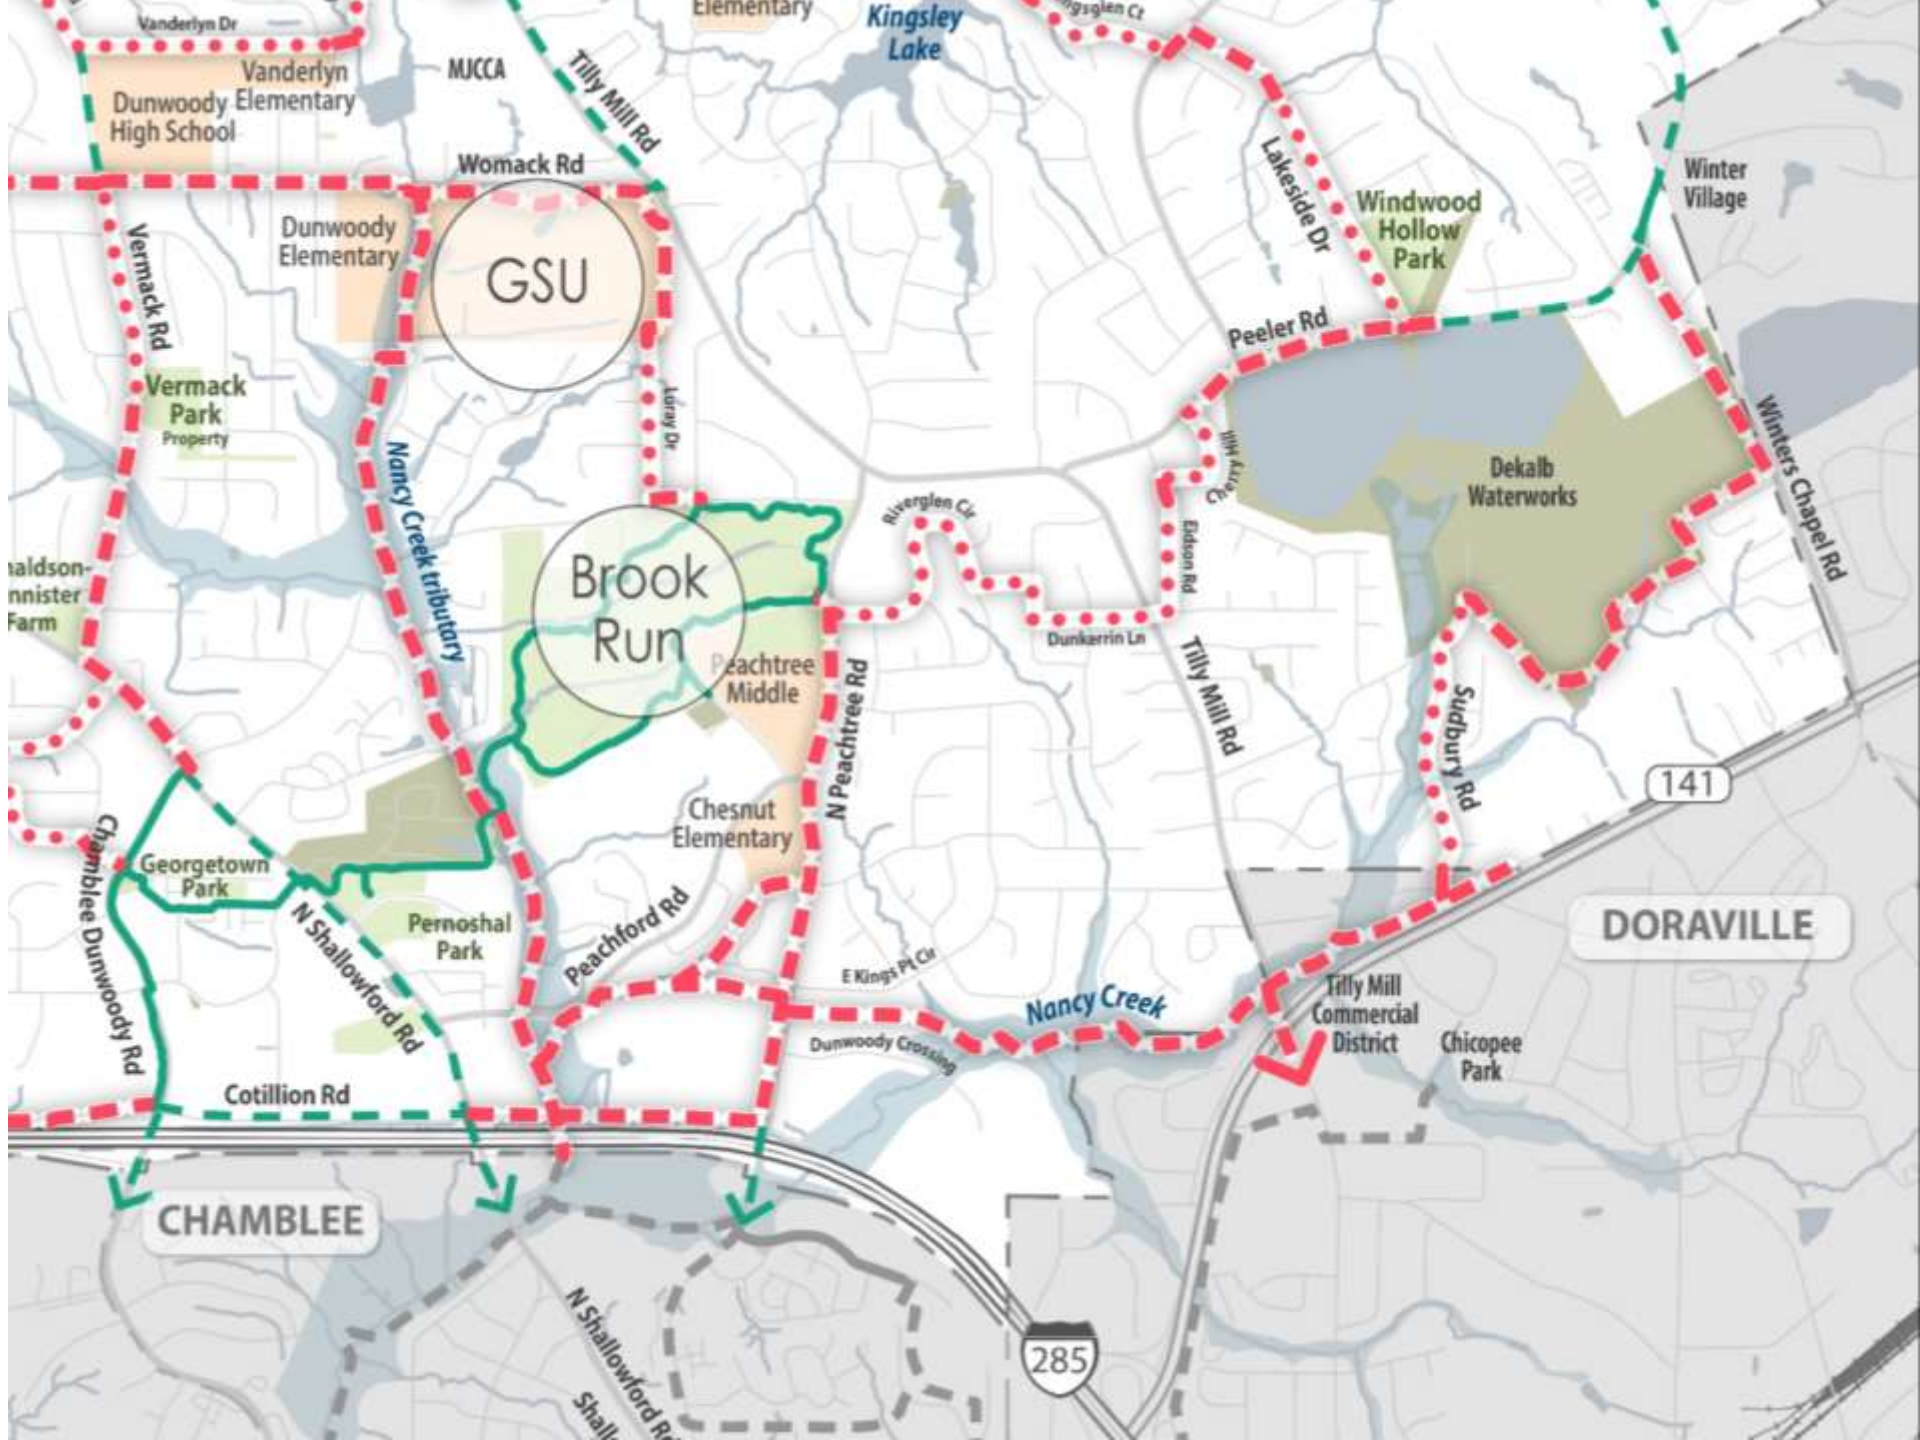 Vanderlyn Dr
Elementary
Kingsley
Lake
MJCCA
Vanderlyn
Elementary
Dunwoody
High School
Tilly Mill Rd
Womack Rd
Lakeside Dr
Winter
Village
Windwood
Hollow
Park
Dunwoody
Elementary
GSU
Vermack Rd
Peeler Rd
Vermack
Park
Property
Loray Dr
Cherry Hill
Winters Chapel Rd
Dekalb
Waterworks
Nancy Creek tributary
Riverglen Cir
Eidson Rd
Farm
Brook
Run
Dunkerrin Ln
Peachtree
Middle
N Peachtree Rd
Tilly Mill Rd
Sudbury Rd
141
Chesnut
Elementary
Chamblee Dunwoody Rd
Georgetown
Park
N Shallowford Rd
Pernoshal
Park
Peachford Rd
DORAVILLE
E Kings Pt Cir
Nancy Creek
Tilly Mill
Commercial
District
Dunwoody Crossing
Chicopee
Park
Cotillion Rd
CHAMBLEE
N Shallowford Rd
285